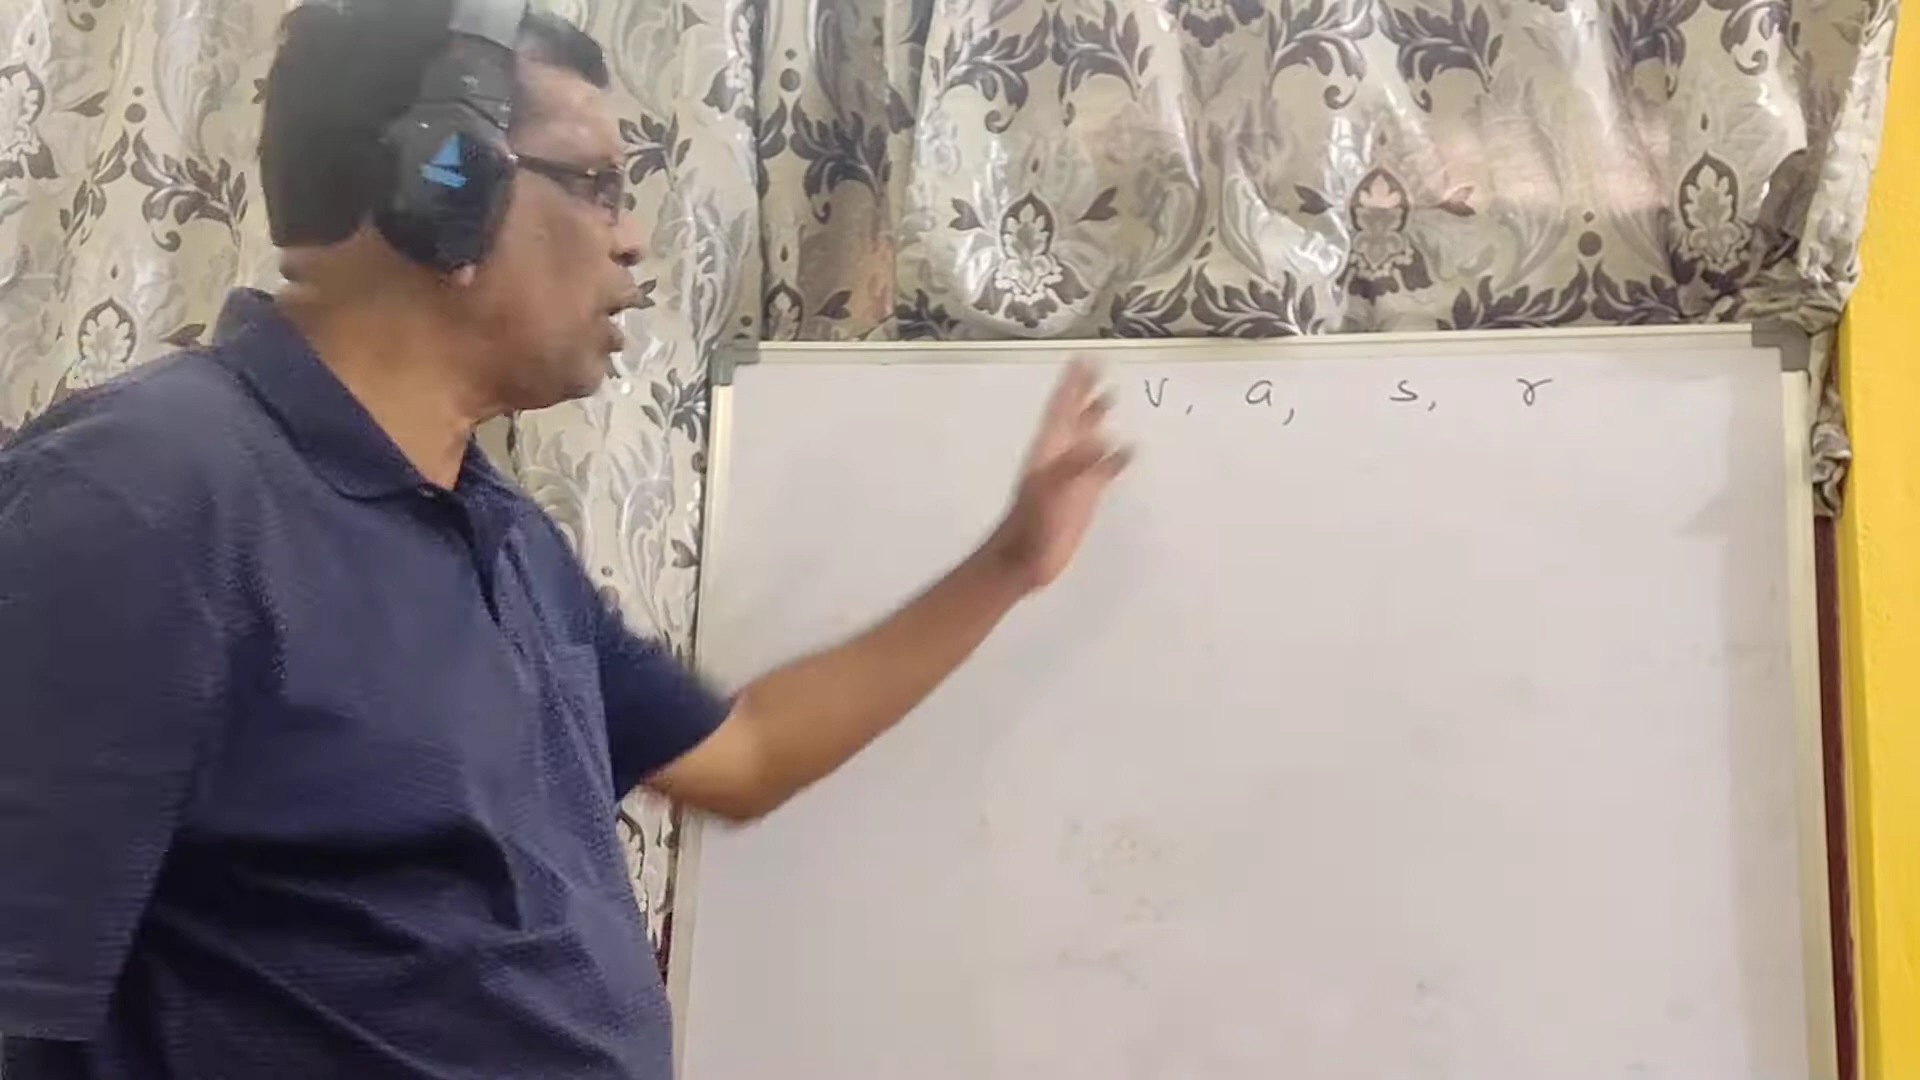 v, a, s, r